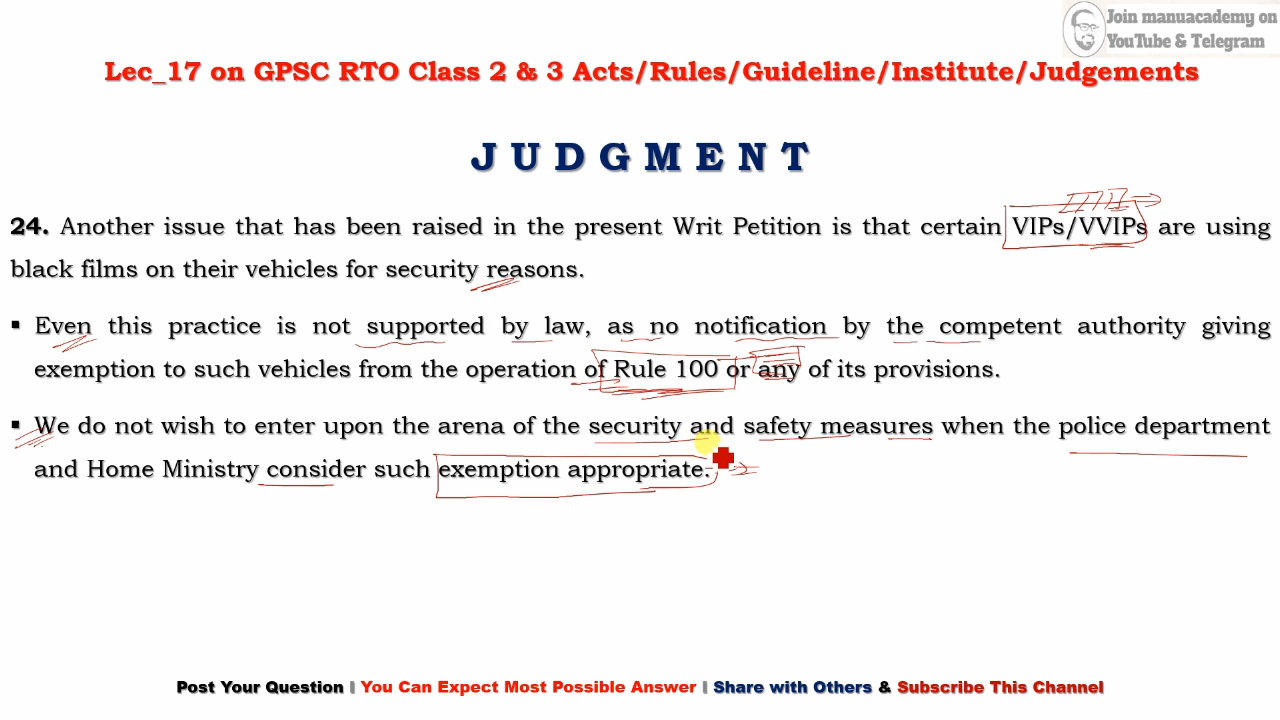 Join manuacademy on
YouTube & Telegram
Lec_17 on GPSC RTO Class 2 & 3 Acts/Rules/Guideline/Institute/Judgements
JUDGMENT
24. Another issue that has been raised in the present Writ Petition is that certain VIPs/VVIPs are using
black films on their vehicles for security reasons.
▪ Even this practice is not supported by law, as no notification by the competent authority giving
exemption to such vehicles from the operation of Rule 100 or any of its provisions.
▪ We do not wish to enter upon the arena of the security and safety measures when the police department
and Home Ministry consider such exemption appropriate.
Post Your Question | You Can Expect Most Possible Answer | Share with Others & Subscribe This Channel